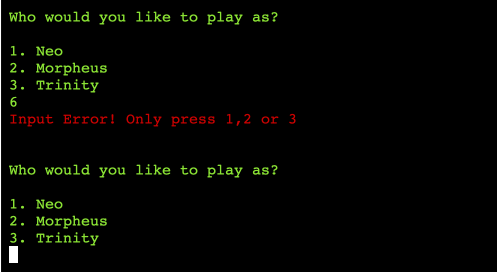 Who would you like to play as?
1. Neo
2. Morpheus
3. Trinity
6
Input Error! Only press 1,2 or 3
Who would you like to play as?
1. Neo
2. Morpheus
3. Trinity